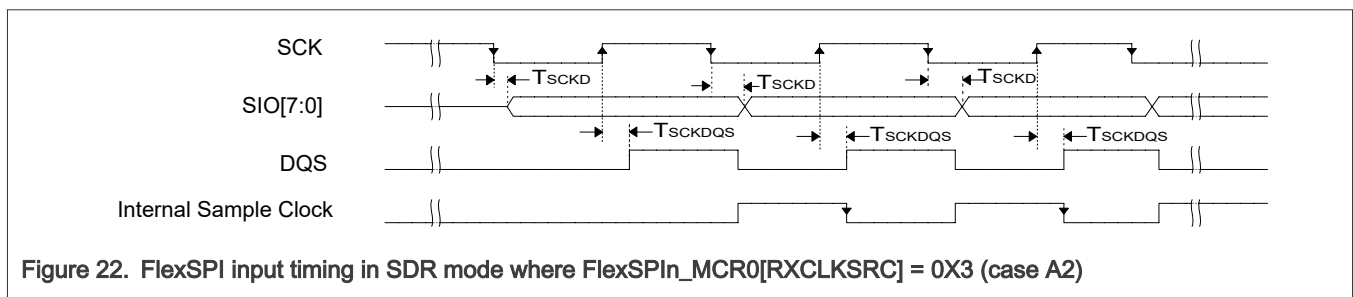 SCK
TSCKD TSCKD TSCKD
SIO[7:0]
TSCKDQS TSCKDQS TSCKDQS
DQS
Internal Sample Clock
Figure 22. FlexSPI input timing in SDR mode where FlexSPIn_MCR0[RXCLKSRC] = 0X3 (case A2)